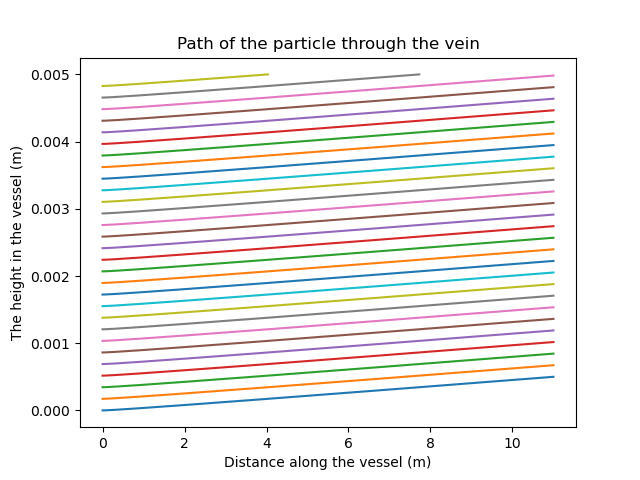 Path of the particle through the vein
0.005
0.004
0.003
0.002
0.001
0.000
The height in the vessel (m)
0 2 4 6 8 10
Distance along the vessel (m)